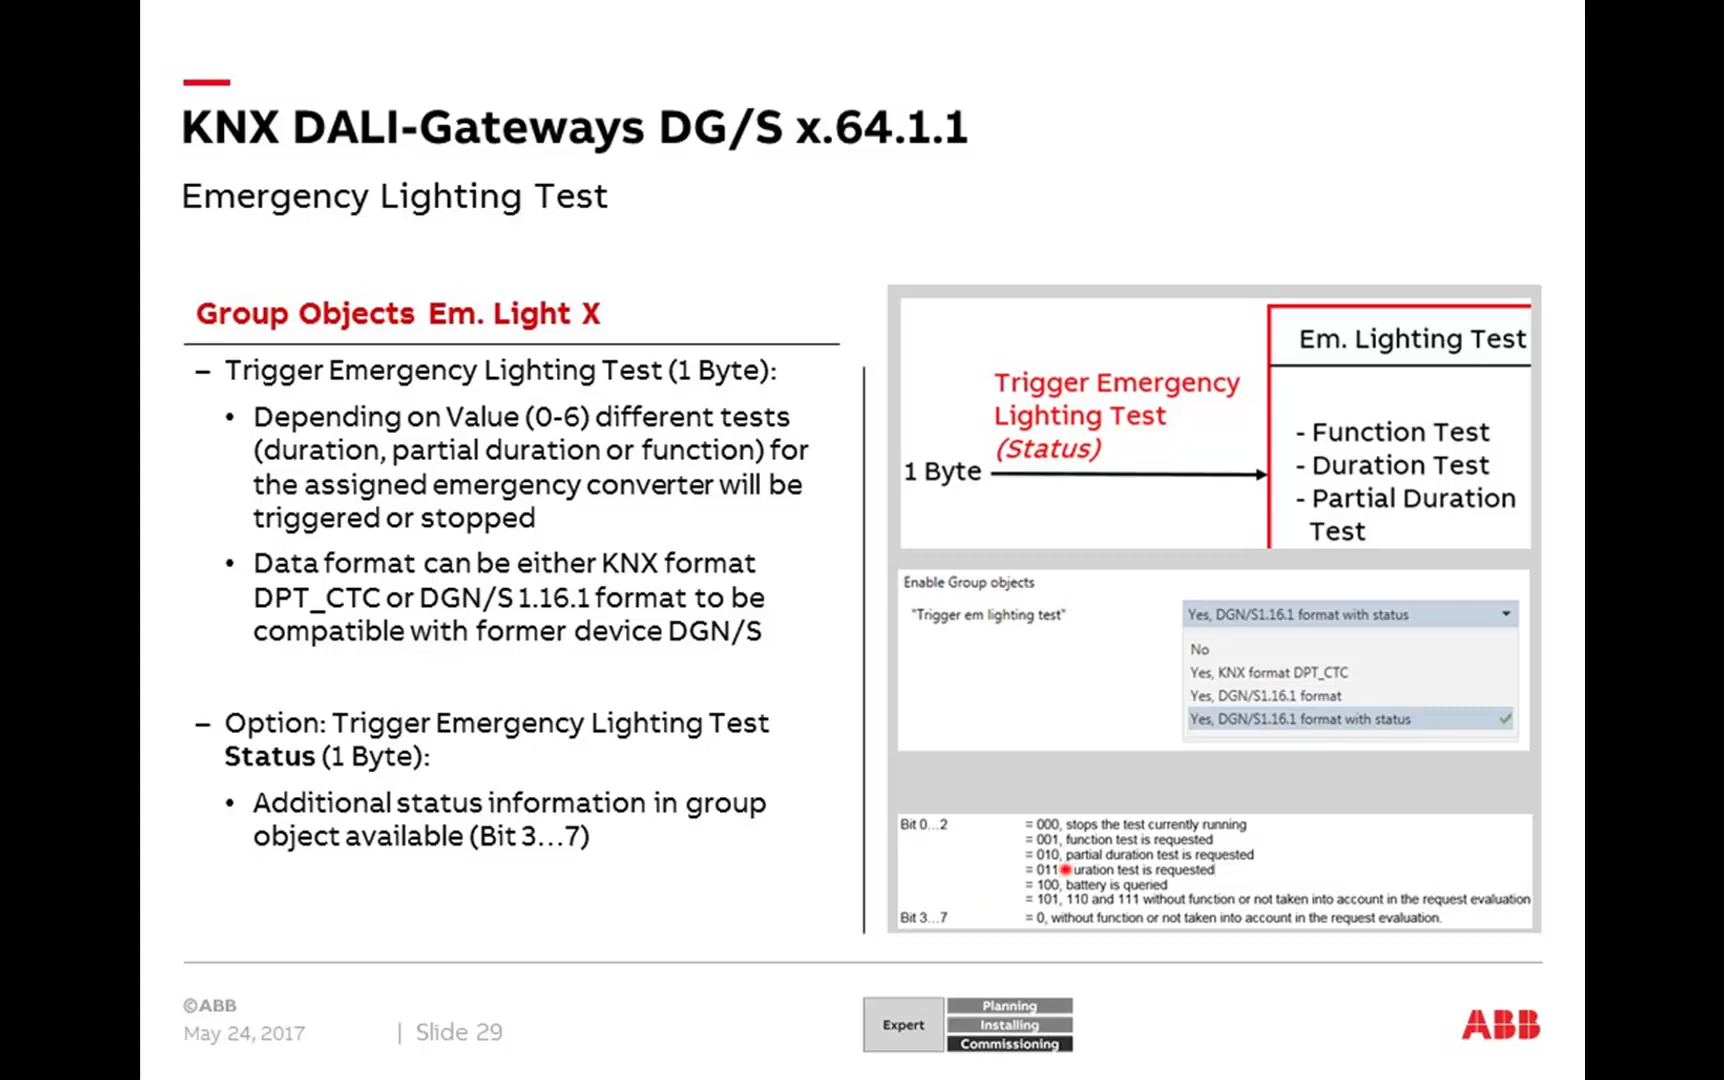 KNX DALI-Gateways DG/S x.64.1.1
Emergency Lighting Test
Group Objects Em. Light X
– Trigger Emergency Lighting Test (1 Byte):
• Depending on Value (0-6) different tests
(duration, partial duration or function) for
the assigned emergency converter will be
triggered or stopped
• Data format can be either KNX format
DPT_CTC or DGN/S 1.16.1 format to be
compatible with former device DGN/S
– Option: Trigger Emergency Lighting Test
Status (1 Byte):
• Additional status information in group
object available (Bit 3...7)
Em. Lighting Test
Trigger Emergency
Lighting Test
(Status)
1 Byte
- Function Test
- Duration Test
- Partial Duration
Test
Enable Group objects
"Trigger em lighting test"
Yes, DGN/S1.16.1 format with status
No
Yes, KNX format DPT_CTC
Yes, DGN/S1.16.1 format
Yes, DGN/S1.16.1 format with status
Bit 0...2 = 000, stops the test currently running
= 001, function test is requested
= 010, partial duration test is requested
= 011 uration test is requested
= 100, battery is queried
= 101, 110 and 111 without function or not taken into account in the request evaluation
Bit 3...7 = 0, without function or not taken into account in the request evaluation.
©ABB
May 24, 2017 | Slide 29
Expert
Planning
Installing
Commissioning
ABB